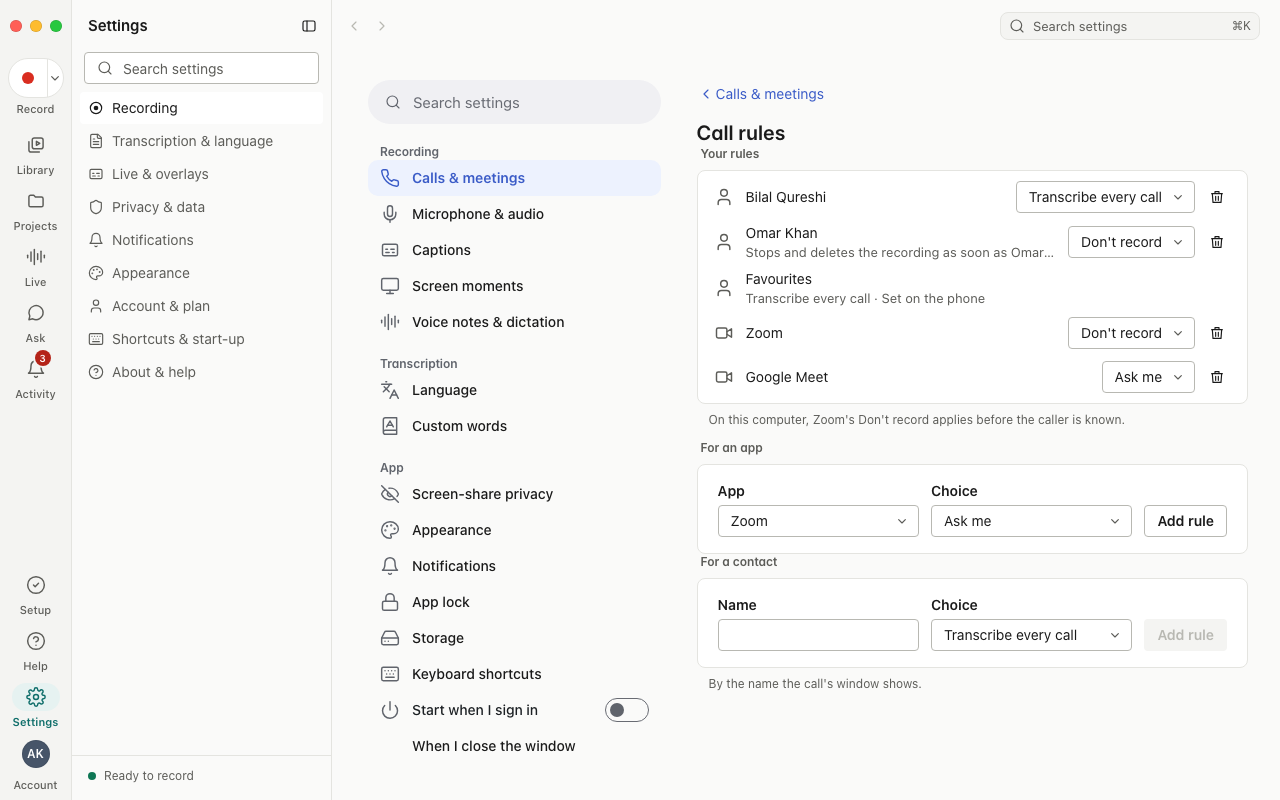 Settings
Search settings
⌘K
Search settings
Record
Library
Projects
Live
Ask
3
Activity
Setup
Help
Settings
AK
Account
Recording
Transcription & language
Live & overlays
Privacy & data
Notifications
Appearance
Account & plan
Shortcuts & start-up
About & help
Ready to record
Search settings
Recording
Calls & meetings
Microphone & audio
Captions
Screen moments
Voice notes & dictation
Transcription
Language
Custom words
App
Screen-share privacy
Appearance
Notifications
App lock
Storage
Keyboard shortcuts
Start when I sign in
When I close the window
Calls & meetings
Call rules
Your rules
Bilal Qureshi
Transcribe every call
Omar Khan
Stops and deletes the recording as soon as Omar…
Don't record
Favourites
Transcribe every call · Set on the phone
Zoom
Don't record
Google Meet
Ask me
On this computer, Zoom's Don't record applies before the caller is known.
For an app
App
Choice
Zoom
Ask me
Add rule
For a contact
Name
Choice
Transcribe every call
Add rule
By the name the call's window shows.